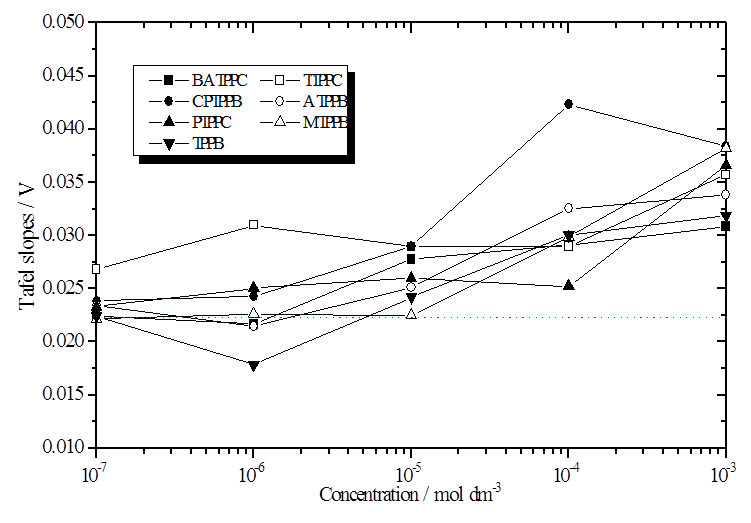 0.050
0.045
0.040
0.035
0.030
0.025
0.020
0.015
0.010
Tafel slopes / V
BATPPC TTPPC
CPTPPB ATPPB
PTPPC MTPPB
TPPB
10-7 10-6 10-5 10-4 10-3
Concentration / mol dm-3